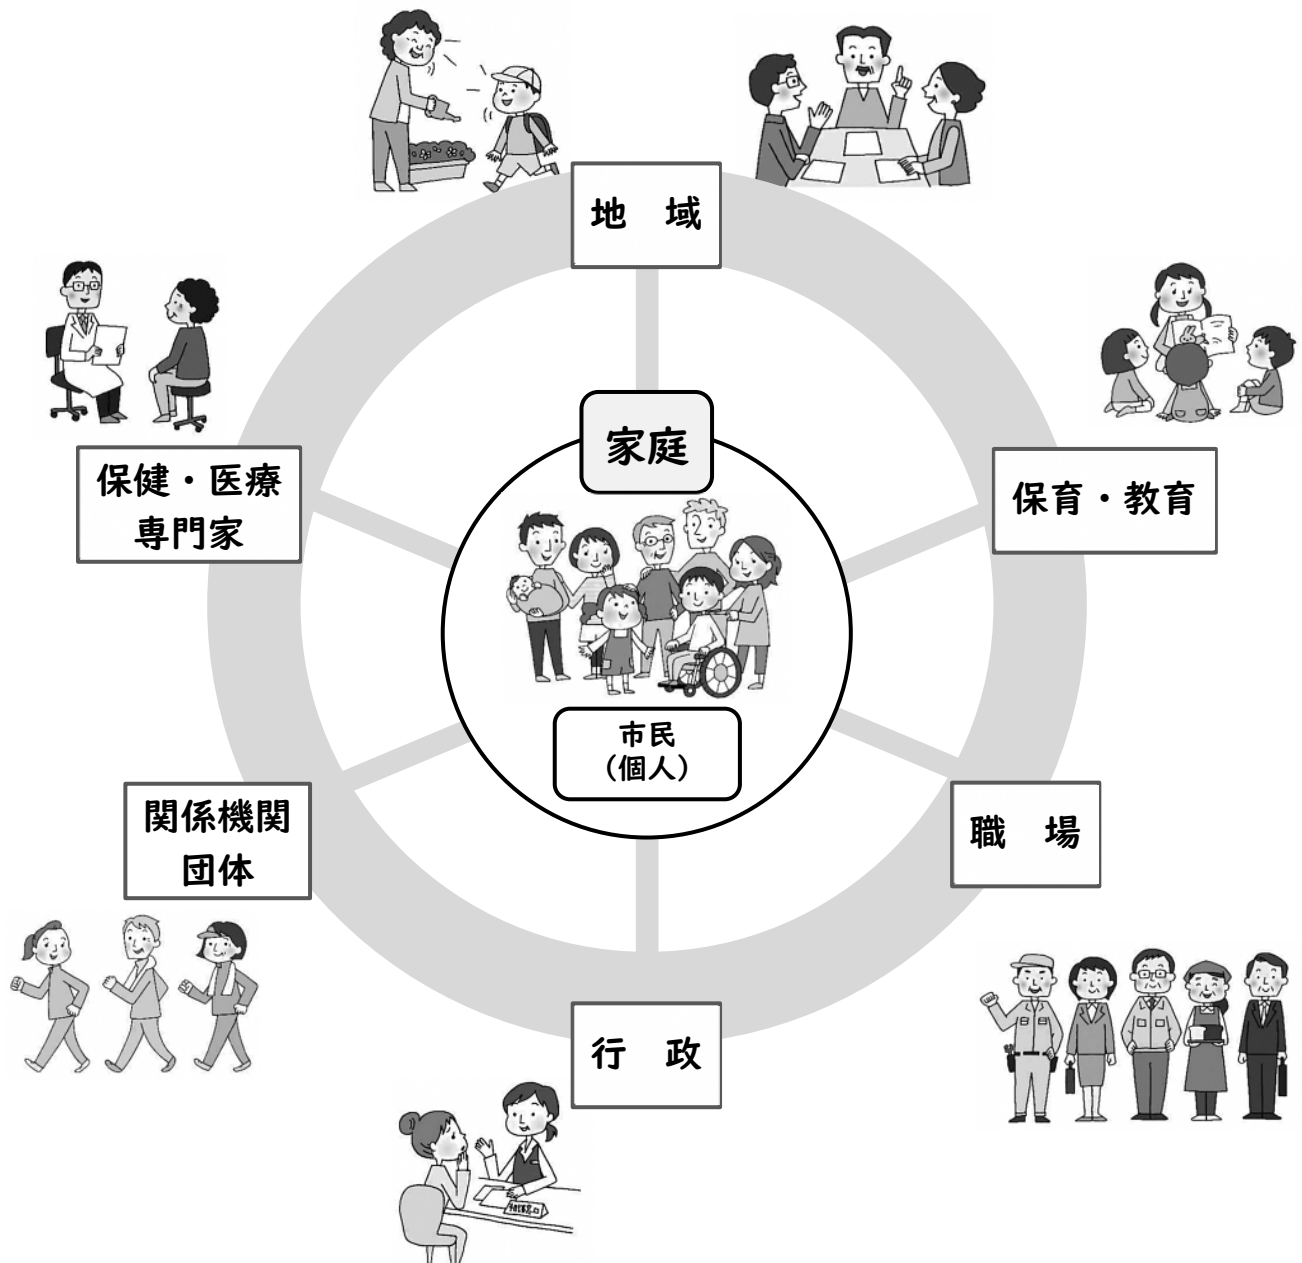 地　域
家庭
保健・医療
専門家
保育・教育
市民
（個人）
関係機関
団体
職　場
行　政